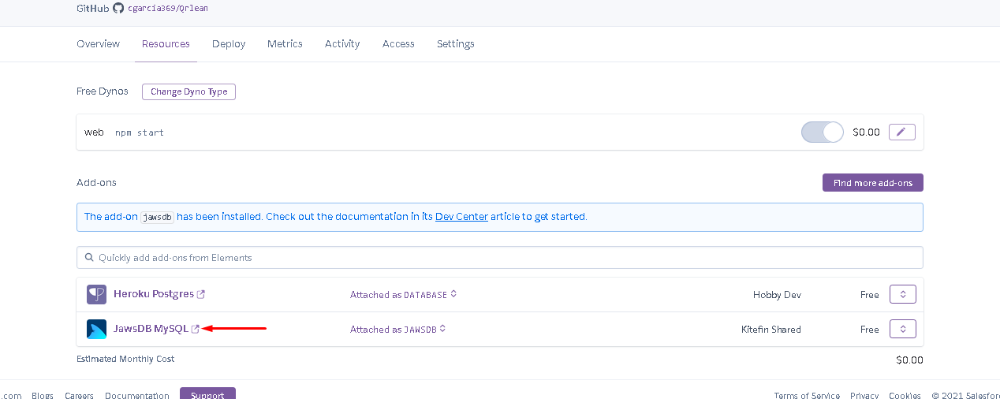 GitHub cgarcia369/Qrlean
Overview Resources Deploy Metrics Activity Access Settings
Free Dynos Change Dyno Type
web npm start $0.00
Add-ons Find more add-ons
The add-on jawsdb has been installed. Check out the documentation in its Dev Center article to get started.
Quickly add add-ons from Elements
Heroku Postgres Attached as DATABASE Hobby Dev Free
JawsDB MySQL Attached as JAWSDB Kitefin Shared Free
Estimated Monthly Cost $0.00
.com Blogs Careers Documentation Support Terms of Service Privacy Cookies © 2021 Salesfor